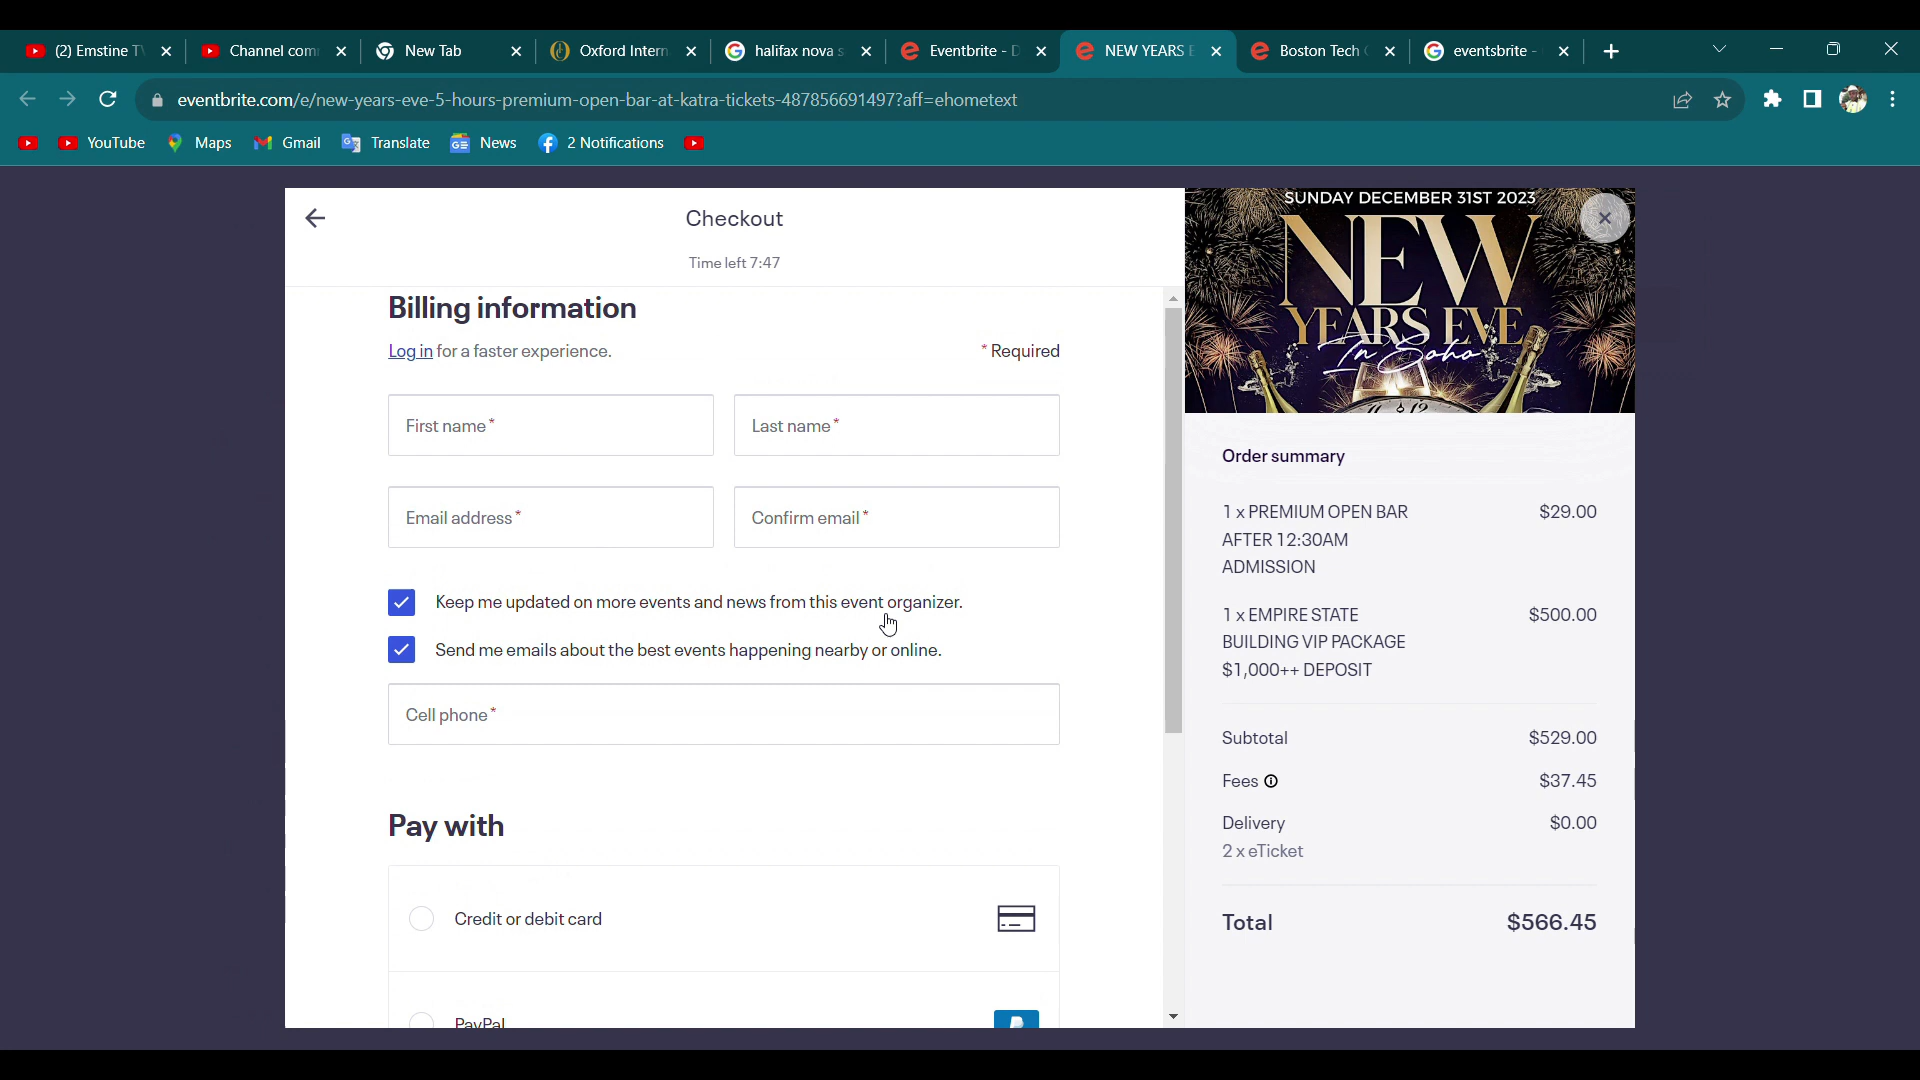 (2) Emstine T
Channel com
New Tab
Oxford Intern
halifax nova s
Eventbrite - D
NEW YEARS E
Boston Tech
eventsbrite -
eventbrite.com/e/new-years-eve-5-hours-premium-open-bar-at-katra-tickets-487856691497?aff=ehometext
YouTube
Maps
Gmail
Translate
News
2 Notifications
Checkout
Time left 7:47
Billing information
Log in for a faster experience.
* Required
First name*
Last name*
Email address*
Confirm email*
Keep me updated on more events and news from this event organizer.
Send me emails about the best events happening nearby or online.
Cell phone*
Pay with
Credit or debit card
PayPal
SUNDAY DECEMBER 31ST 2023
NEW
YEARS EVE
In Soho
Order summary
1 x PREMIUM OPEN BAR $29.00
AFTER 12:30AM
ADMISSION
1 x EMPIRE STATE $500.00
BUILDING VIP PACKAGE
$1,000++ DEPOSIT
Subtotal $529.00
Fees $37.45
Delivery $0.00
2 x eTicket
Total $566.45